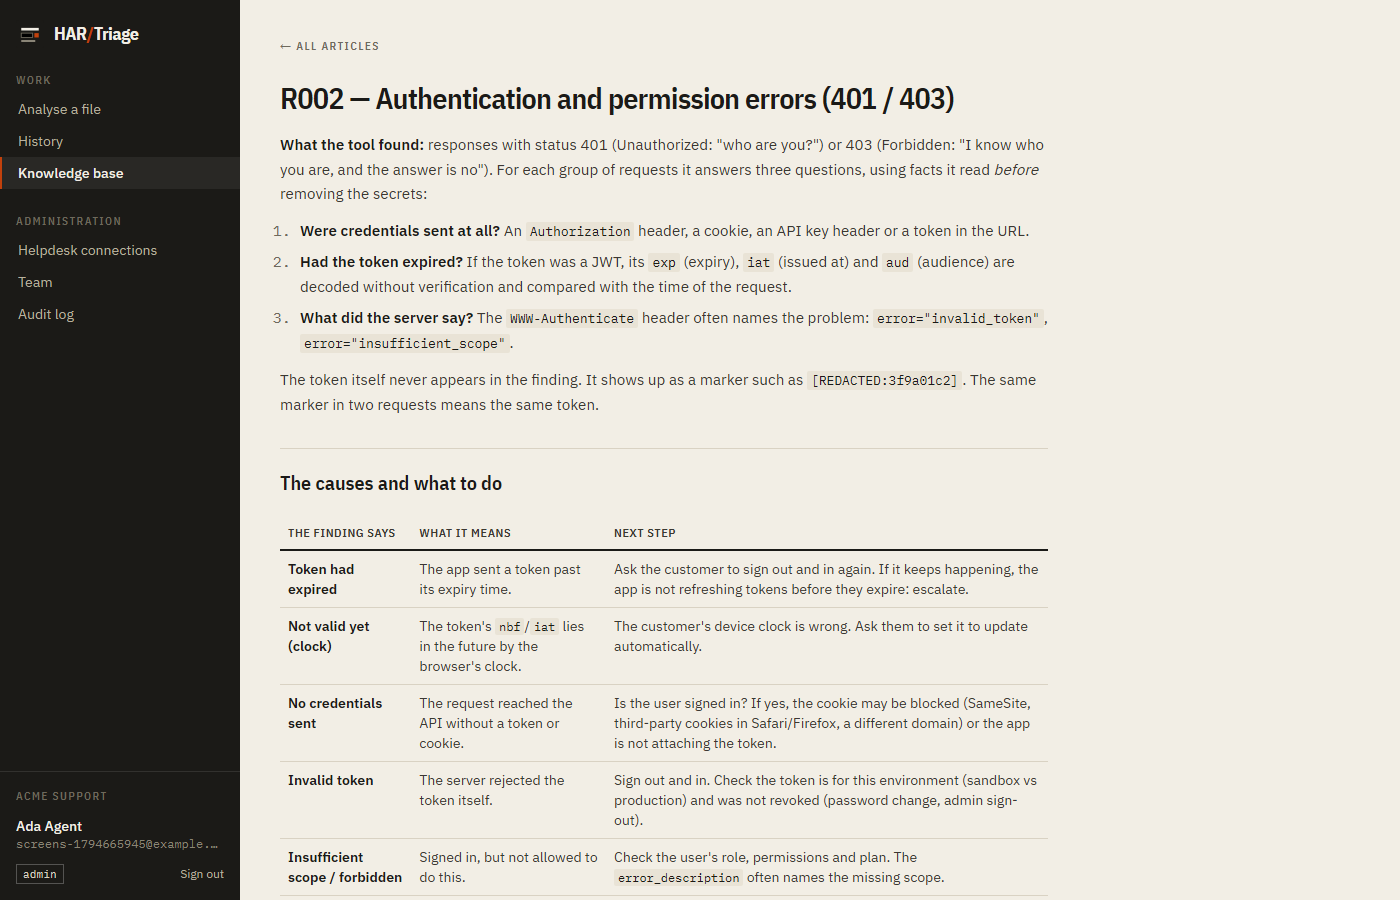 HAR/Triage
WORK
Analyse a file
History
Knowledge base
ADMINISTRATION
Helpdesk connections
Team
Audit log
ACME SUPPORT
Ada Agent
screens-1794665945@example.…
admin
Sign out
← ALL ARTICLES
R002 — Authentication and permission errors (401 / 403)
What the tool found: responses with status 401 (Unauthorized: "who are you?") or 403 (Forbidden: "I know who
you are, and the answer is no"). For each group of requests it answers three questions, using facts it read before
removing the secrets:
1. Were credentials sent at all? An Authorization header, a cookie, an API key header or a token in the URL.
2. Had the token expired? If the token was a JWT, its exp (expiry), iat (issued at) and aud (audience) are
decoded without verification and compared with the time of the request.
3. What did the server say? The WWW-Authenticate header often names the problem: error="invalid_token",
error="insufficient_scope".
The token itself never appears in the finding. It shows up as a marker such as [REDACTED:3f9a01c2]. The same
marker in two requests means the same token.
The causes and what to do
THE FINDING SAYS WHAT IT MEANS NEXT STEP
Token had
expired
The app sent a token past
its expiry time.
Ask the customer to sign out and in again. If it keeps happening, the
app is not refreshing tokens before they expire: escalate.
Not valid yet
(clock)
The token's nbf/iat lies
in the future by the
browser's clock.
The customer's device clock is wrong. Ask them to set it to update
automatically.
No credentials
sent
The request reached the
API without a token or
cookie.
Is the user signed in? If yes, the cookie may be blocked (SameSite,
third-party cookies in Safari/Firefox, a different domain) or the app
is not attaching the token.
Invalid token
The server rejected the
token itself.
Sign out and in. Check the token is for this environment (sandbox vs
production) and was not revoked (password change, admin sign-
out).
Insufficient
scope / forbidden
Signed in, but not allowed to
do this.
Check the user's role, permissions and plan. The
error_description often names the missing scope.